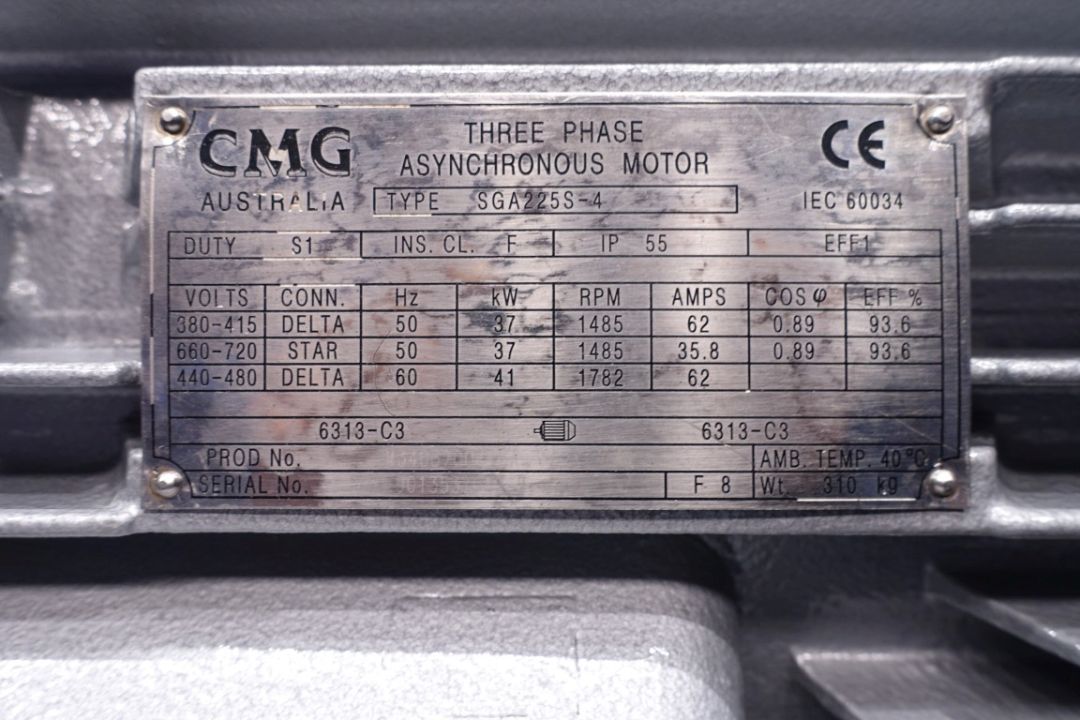 CMG
THREE PHASE
CE
ASYNCHRONOUS MOTOR
AUSTRALIA TYPE SGA225S-4 IEC 60034
DUTY S1 INS. CL. F IP 55 EFF1
VOLTS CONN. Hz kW RPM AMPS COS φ EFF %
380-415 DELTA 50 37 1485 62 0.89 93.6
660-720 STAR 50 37 1485 35.8 0.89 93.6
440-480 DELTA 60 41 1782 62
6313-C3 6313-C3
PROD No. AMB. TEMP. 40°C
SERIAL No. F 8 Wt. 310 kg